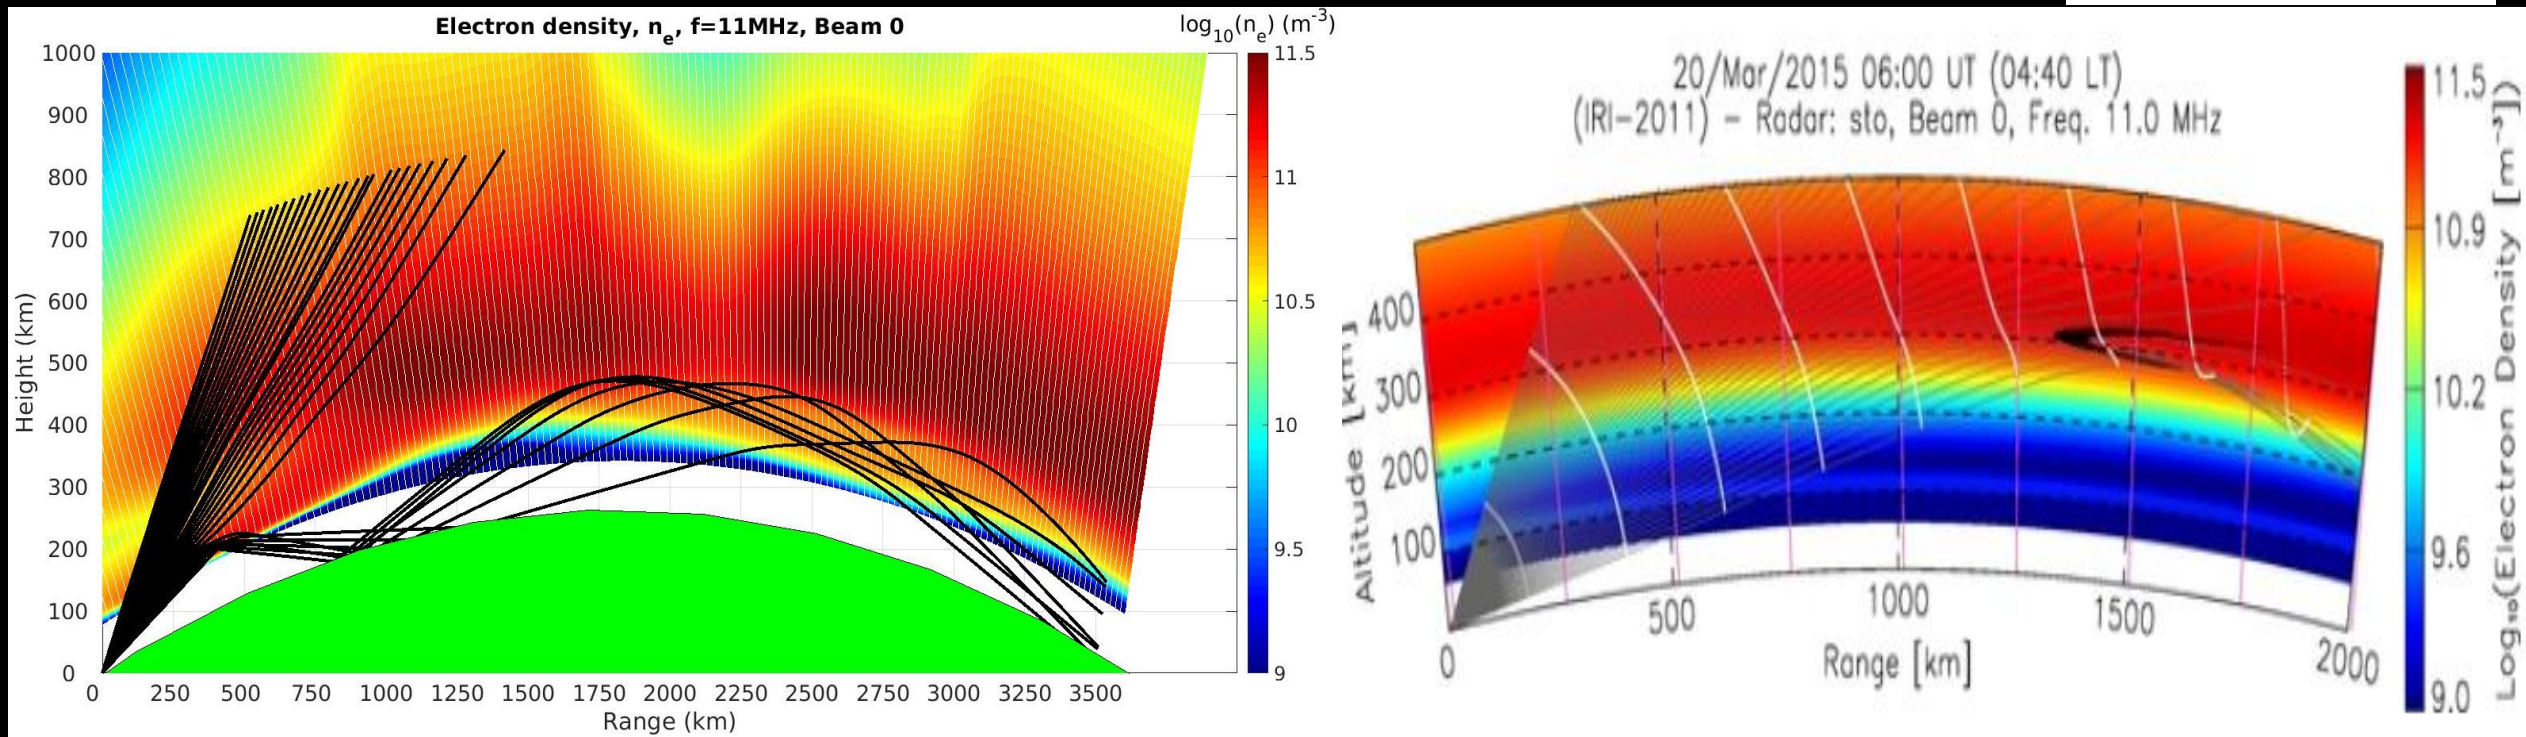 Electron density, nₑ, f=11MHz, Beam 0
log₁₀(nₑ) (m⁻³)
1000
900
800
700
600
500
400
300
200
100
0
Height (km)
0 250 500 750 1000 1250 1500 1750 2000 2250 2500 2750 3000 3250 3500
Range (km)
11.5
11
10.5
10
9.5
9
20/Mar/2015 06:00 UT (04:40 LT)
(IRI-2011) - Radar: sto, Beam 0, Freq. 11.0 MHz
400
300
200
100
Altitude [km]
0 500 1000 1500 2000
Range [km]
11.5
10.9
10.2
9.6
9.0
Log₁₀(Electron Density [m⁻³])